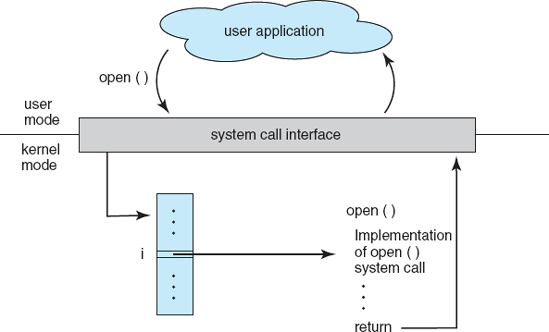 user application
open ( )
user
mode
system call interface
kernel
mode
open ( )
i
Implementation
of open ( )
system call
return